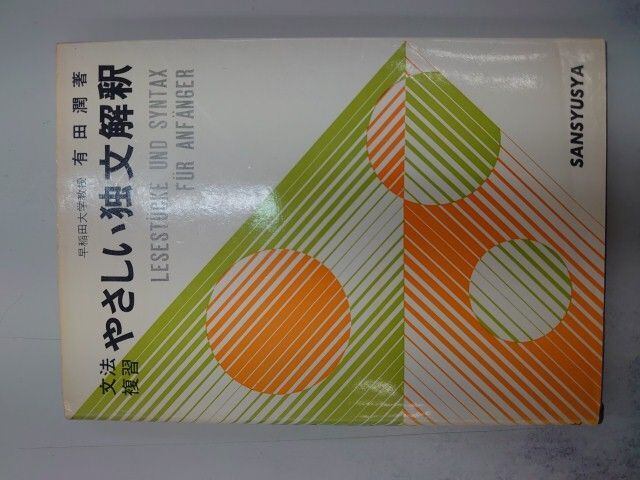 早稲田大学教授 有田潤著
文法
複習
やさしい独文解釈
LESESTÜCKE UND SYNTAX
FÜR ANFÄNGER
SANSYUSYA